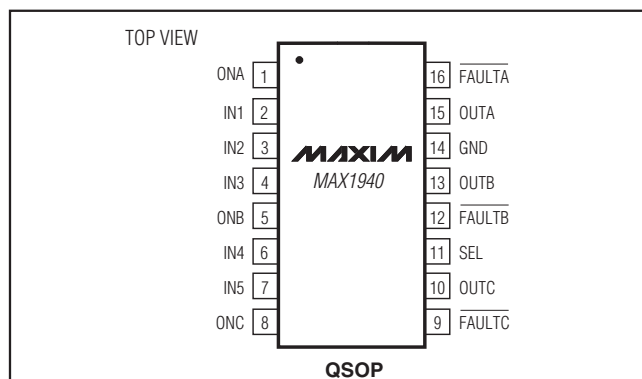 TOP VIEW
ONA 1
IN1 2
IN2 3
IN3 4
ONB 5
IN4 6
IN5 7
ONC 8
MAXIM
MAX1940
16 FAULTA
15 OUTA
14 GND
13 OUTB
12 FAULTB
11 SEL
10 OUTC
9 FAULTC
QSOP